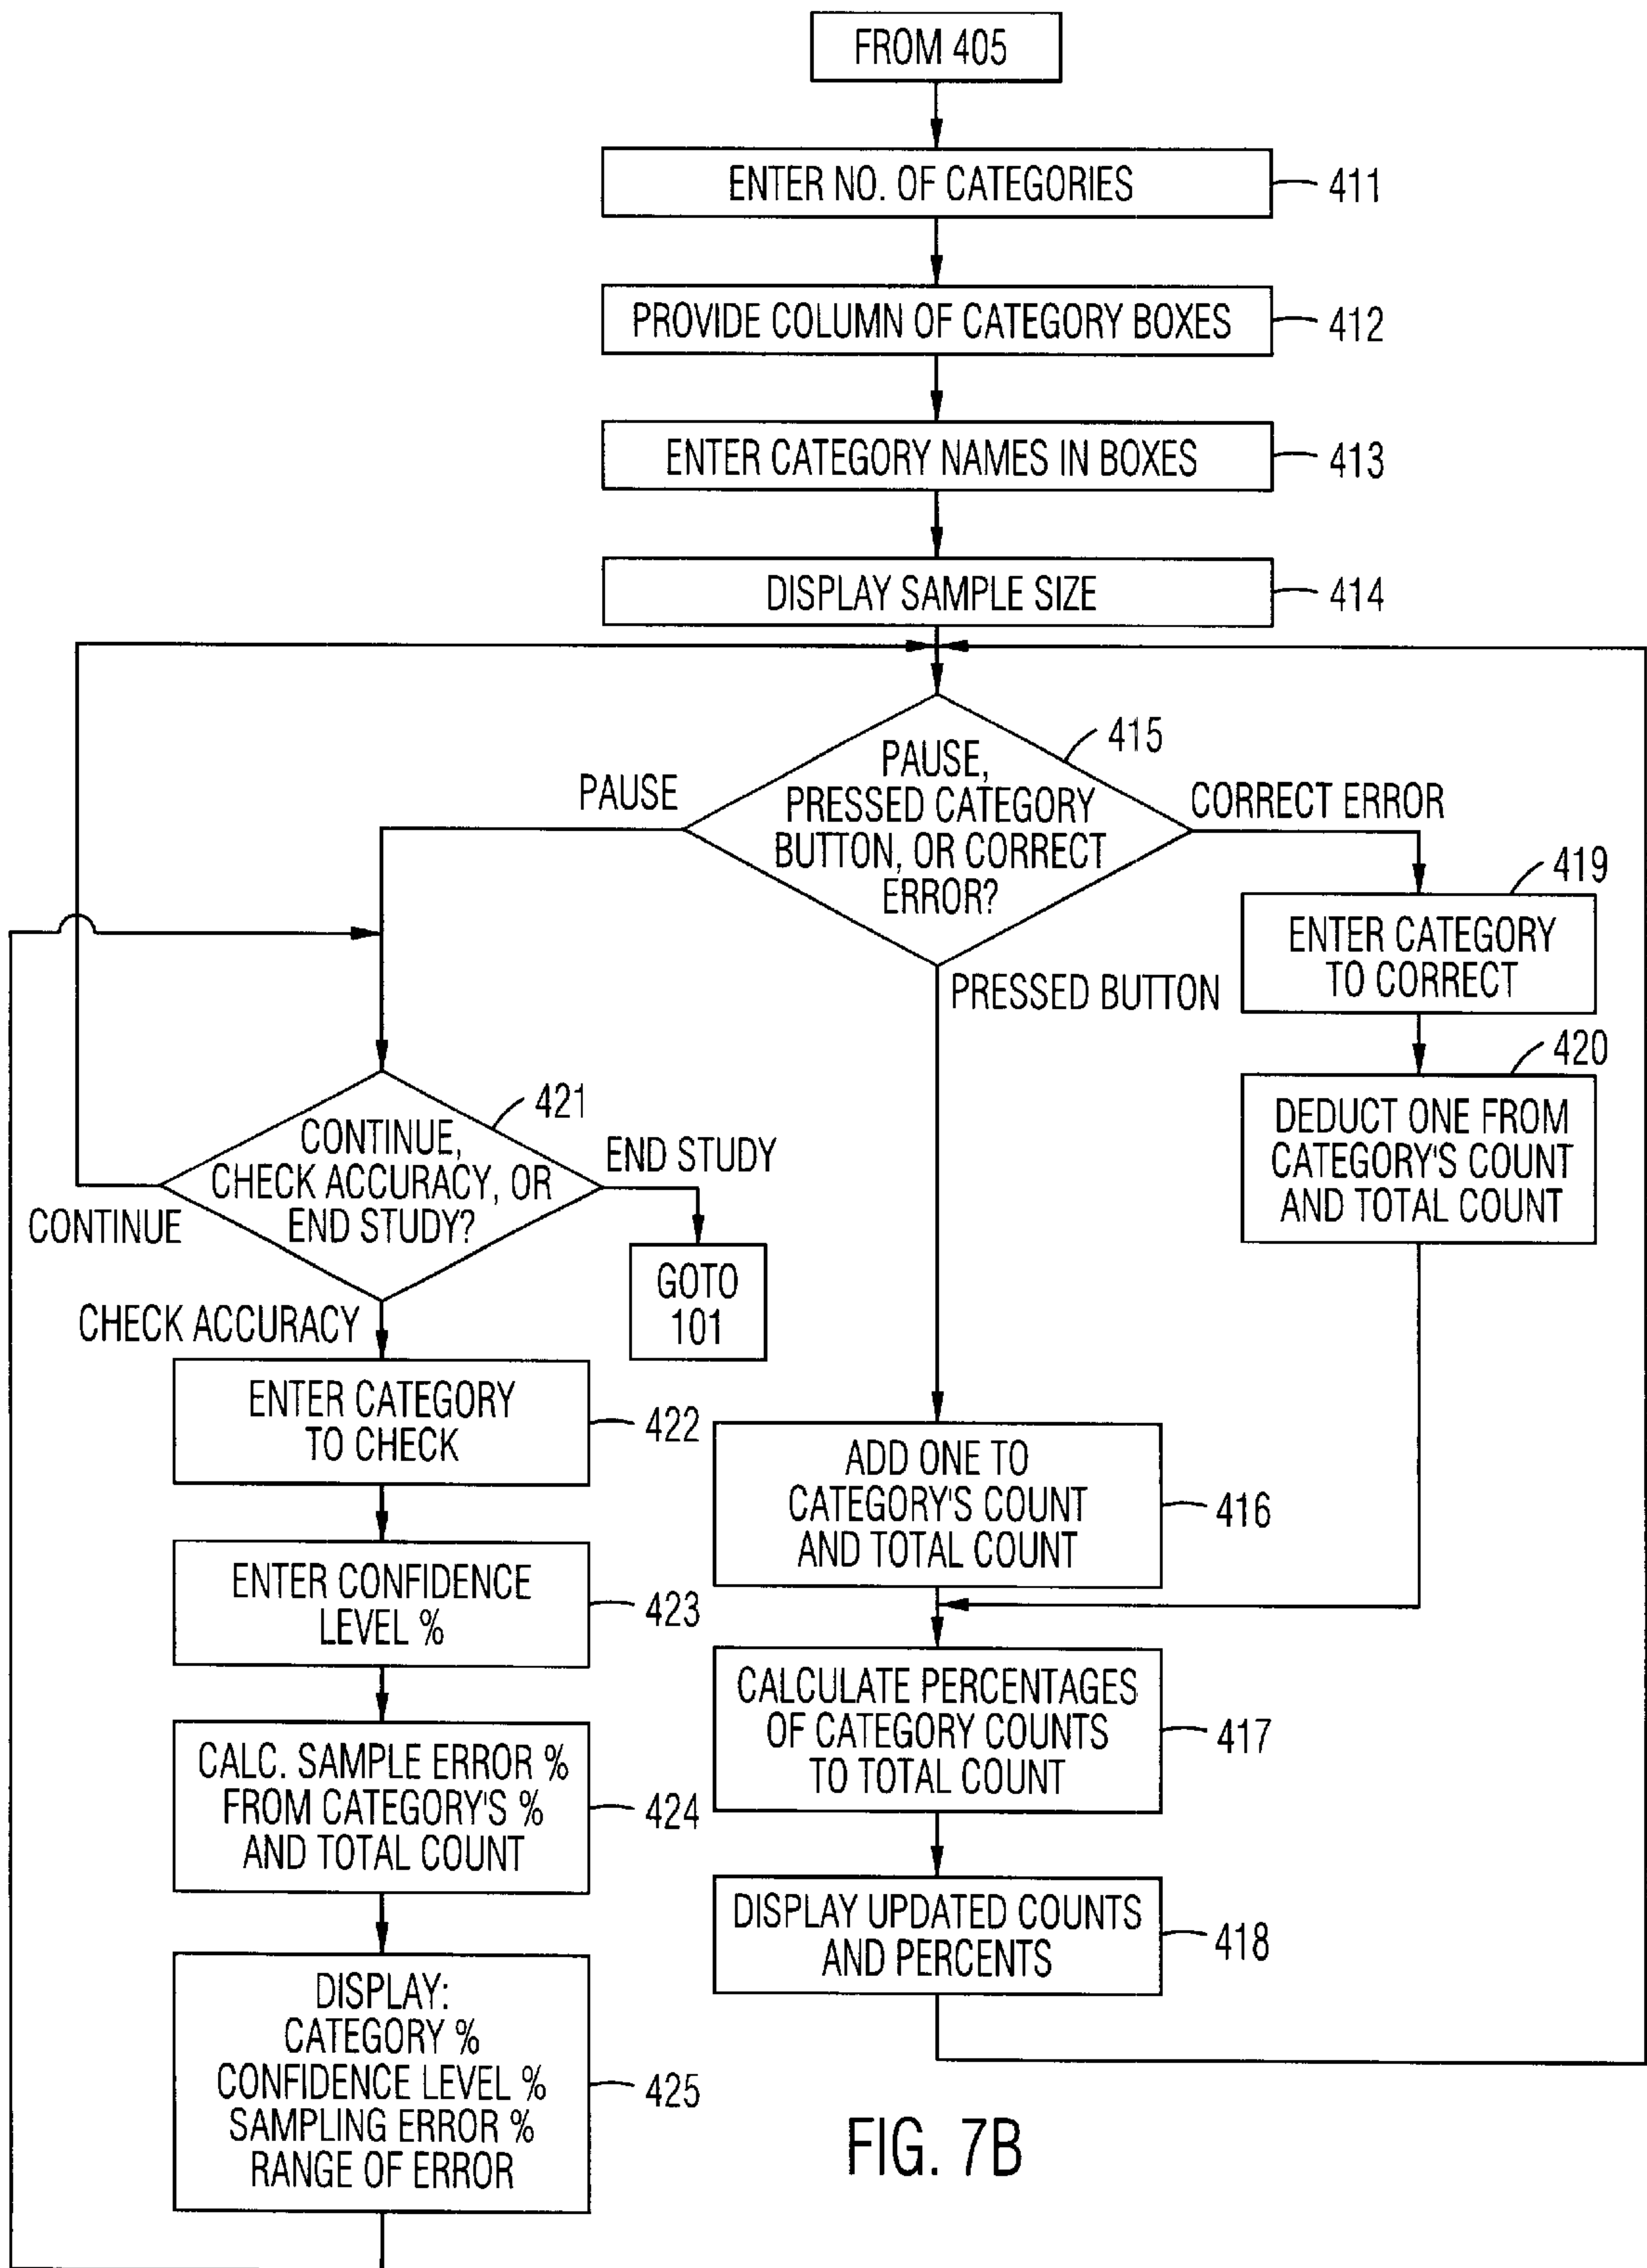 FROM 405
ENTER NO. OF CATEGORIES
411
PROVIDE COLUMN OF CATEGORY BOXES
412
ENTER CATEGORY NAMES IN BOXES
413
DISPLAY SAMPLE SIZE
414
415
PAUSE,
PRESSED CATEGORY
BUTTON, OR CORRECT
ERROR?
PAUSE
CORRECT ERROR
PRESSED BUTTON
419
ENTER CATEGORY
TO CORRECT
420
DEDUCT ONE FROM
CATEGORY'S COUNT
AND TOTAL COUNT
421
CONTINUE,
CHECK ACCURACY, OR
END STUDY?
END STUDY
CONTINUE
GOTO
101
CHECK ACCURACY
ENTER CATEGORY
TO CHECK
422
ADD ONE TO
CATEGORY'S COUNT
AND TOTAL COUNT
416
ENTER CONFIDENCE
LEVEL %
423
CALCULATE PERCENTAGES
OF CATEGORY COUNTS
TO TOTAL COUNT
417
CALC. SAMPLE ERROR %
FROM CATEGORY'S %
AND TOTAL COUNT
424
DISPLAY UPDATED COUNTS
AND PERCENTS
418
DISPLAY:
CATEGORY %
CONFIDENCE LEVEL %
SAMPLING ERROR %
RANGE OF ERROR
425
FIG. 7B